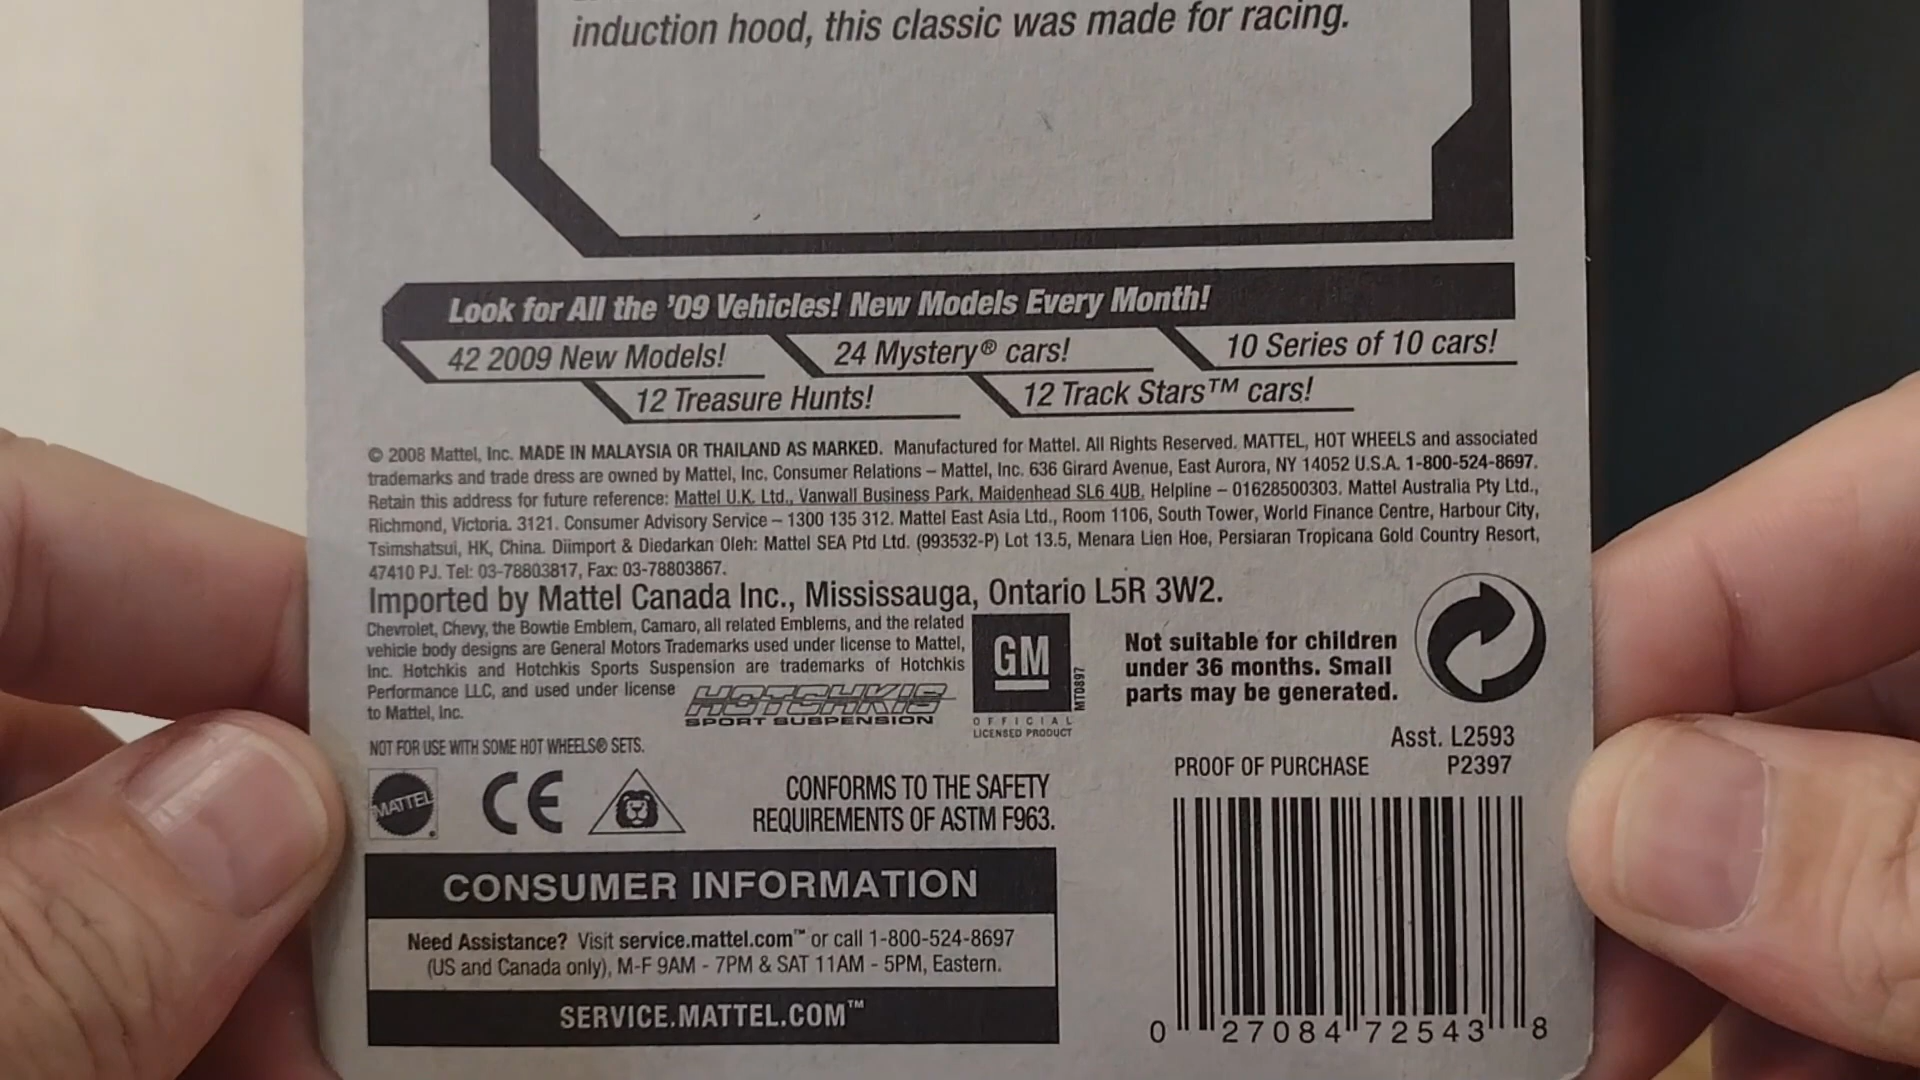 induction hood, this classic was made for racing.
Look for All the '09 Vehicles! New Models Every Month!
42 2009 New Models!
24 Mystery® cars!
10 Series of 10 cars!
12 Treasure Hunts!
12 Track Stars™ cars!
© 2008 Mattel, Inc. MADE IN MALAYSIA OR THAILAND AS MARKED. Manufactured for Mattel. All Rights Reserved. MATTEL, HOT WHEELS and associated
trademarks and trade dress are owned by Mattel, Inc. Consumer Relations – Mattel, Inc. 636 Girard Avenue, East Aurora, NY 14052 U.S.A. 1-800-524-8697.
Retain this address for future reference: Mattel U.K. Ltd., Vanwall Business Park, Maidenhead SL6 4UB. Helpline – 01628500303. Mattel Australia Pty Ltd.,
Richmond, Victoria. 3121. Consumer Advisory Service – 1300 135 312. Mattel East Asia Ltd., Room 1106, South Tower, World Finance Centre, Harbour City,
Tsimshatsui, HK, China. Diimport & Diedarkan Oleh: Mattel SEA Ptd Ltd. (993532-P) Lot 13.5, Menara Lien Hoe, Persiaran Tropicana Gold Country Resort,
47410 PJ. Tel: 03-78803817, Fax: 03-78803867.
Imported by Mattel Canada Inc., Mississauga, Ontario L5R 3W2.
Chevrolet, Chevy, the Bowtie Emblem, Camaro, all related Emblems, and the related
vehicle body designs are General Motors Trademarks used under license to Mattel,
Inc. Hotchkis and Hotchkis Sports Suspension are trademarks of Hotchkis
Performance LLC, and used under license
to Mattel, Inc.
HOTCHKIS
SPORT SUSPENSION
GM
MT0897
OFFICIAL
LICENSED PRODUCT
Not suitable for children
under 36 months. Small
parts may be generated.
NOT FOR USE WITH SOME HOT WHEELS® SETS.
MATTEL
CE
CONFORMS TO THE SAFETY
REQUIREMENTS OF ASTM F963.
Asst. L2593
PROOF OF PURCHASE
P2397
CONSUMER INFORMATION
Need Assistance? Visit service.mattel.com™ or call 1-800-524-8697
(US and Canada only), M-F 9AM - 7PM & SAT 11AM - 5PM, Eastern.
SERVICE.MATTEL.COM™
0 27084 72543 8